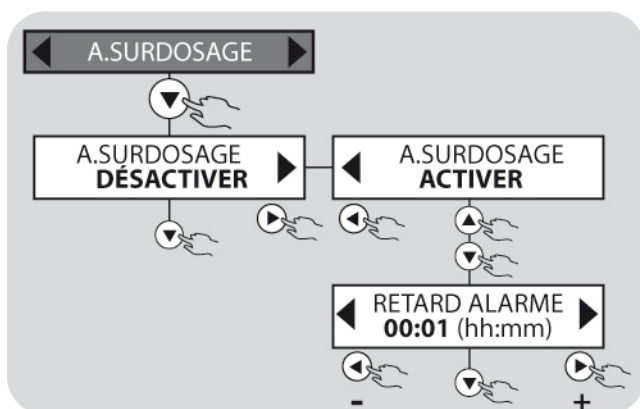 A.SURDOSAGE
A.SURDOSAGE
DÉSACTIVER
A.SURDOSAGE
ACTIVER
RETARD ALARME
00:01 (hh:mm)
- +